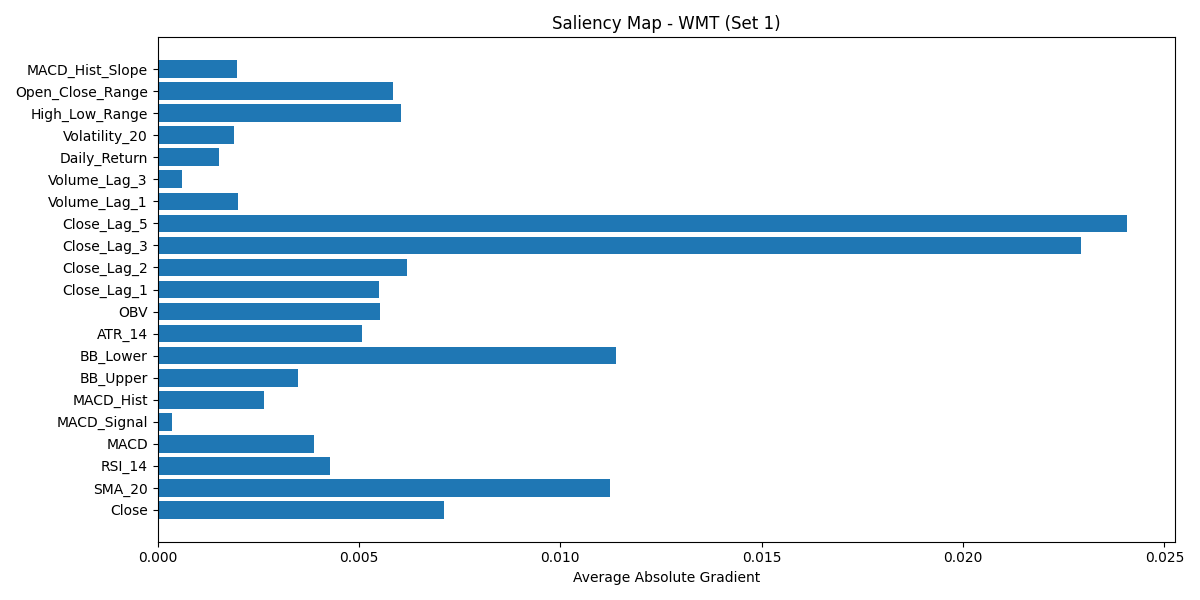 Saliency Map - WMT (Set 1)
MACD_Hist_Slope
Open_Close_Range
High_Low_Range
Volatility_20
Daily_Return
Volume_Lag_3
Volume_Lag_1
Close_Lag_5
Close_Lag_3
Close_Lag_2
Close_Lag_1
OBV
ATR_14
BB_Lower
BB_Upper
MACD_Hist
MACD_Signal
MACD
RSI_14
SMA_20
Close
0.000 0.005 0.010 0.015 0.020 0.025
Average Absolute Gradient